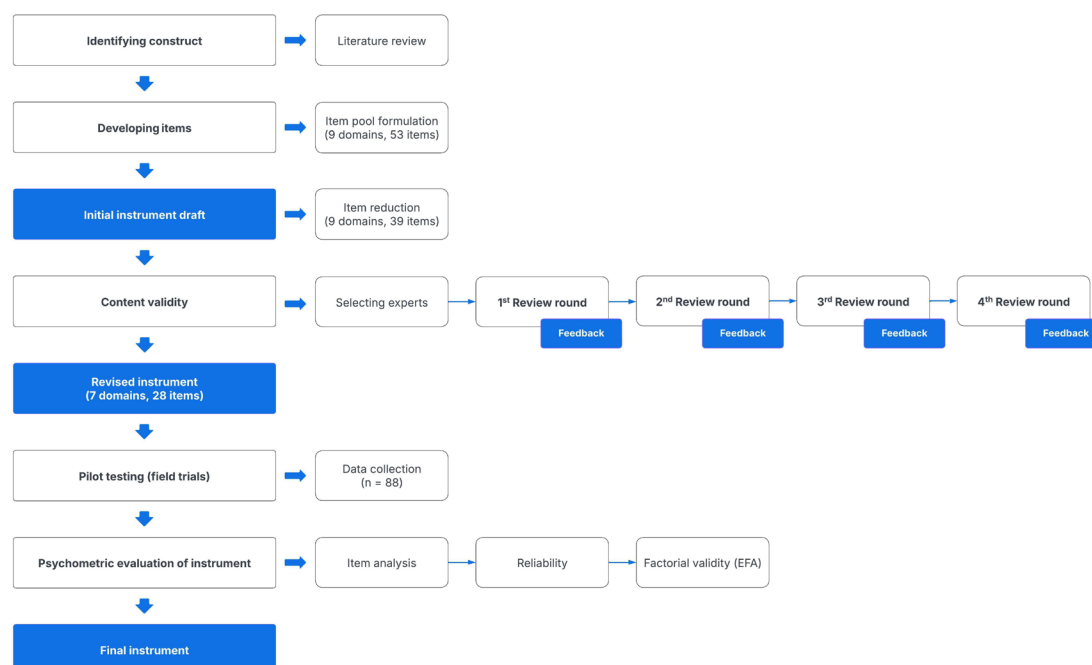 Identifying construct
Literature review
Developing items
Item pool formulation
(9 domains, 53 items)
Initial instrument draft
Item reduction
(9 domains, 39 items)
Content validity
Selecting experts
1st Review round
Feedback
2nd Review round
Feedback
3rd Review round
Feedback
4th Review round
Feedback
Revised instrument
(7 domains, 28 items)
Pilot testing (field trials)
Data collection
(n = 88)
Psychometric evaluation of instrument
Item analysis
Reliability
Factorial validity (EFA)
Final instrument